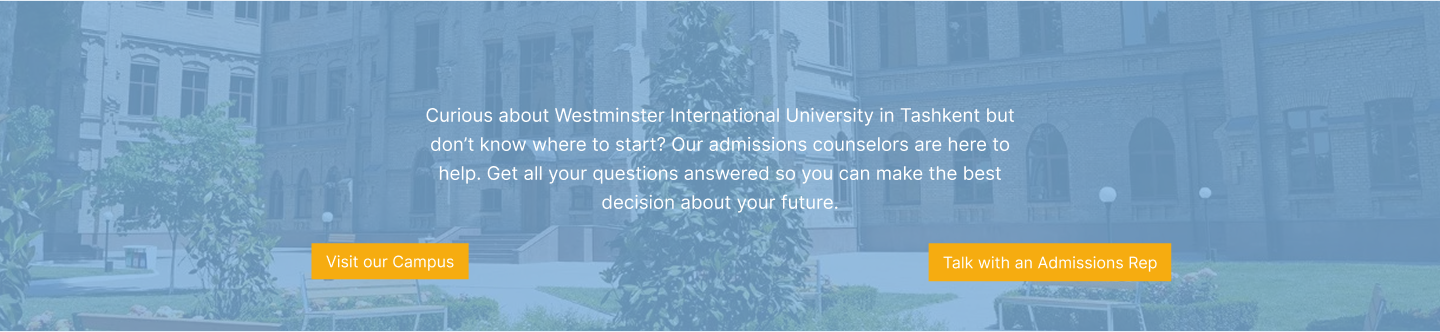 Curious about Westminster International University in Tashkent but
don’t know where to start? Our admissions counselors are here to
help. Get all your questions answered so you can make the best
decision about your future.
Visit our Campus
Talk with an Admissions Rep